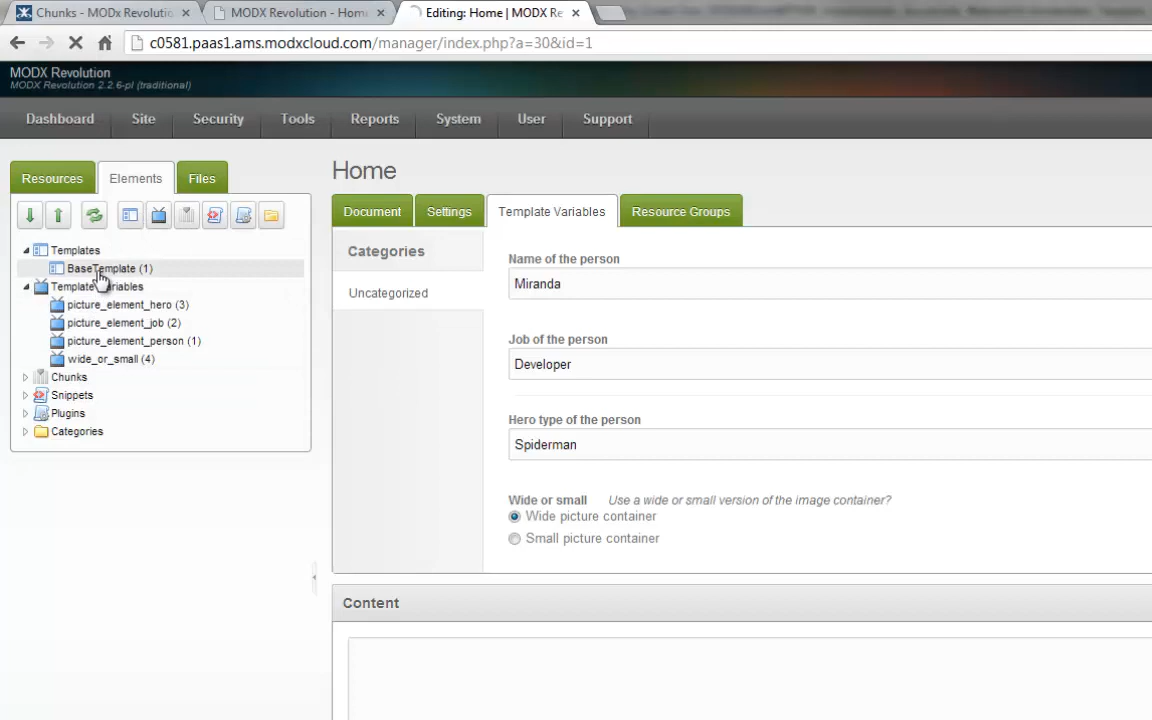 Chunks - MODx Revolutio
MODX Revolution - Hom
Editing: Home | MODX Re
c0581.paas1.ams.modxcloud.com/manager/index.php?a=30&id=1
MODX Revolution
MODX Revolution 2.2.6-pl (traditional)
Dashboard Site Security Tools Reports System User Support
Resources Elements Files
Home
Document Settings Template Variables Resource Groups
Templates
BaseTemplate (1)
Template Variables
picture_element_hero (3)
picture_element_job (2)
picture_element_person (1)
wide_or_small (4)
Chunks
Snippets
Plugins
Categories
Categories
Uncategorized
Name of the person
Miranda
Job of the person
Developer
Hero type of the person
Spiderman
Wide or small Use a wide or small version of the image container?
Wide picture container
Small picture container
Content